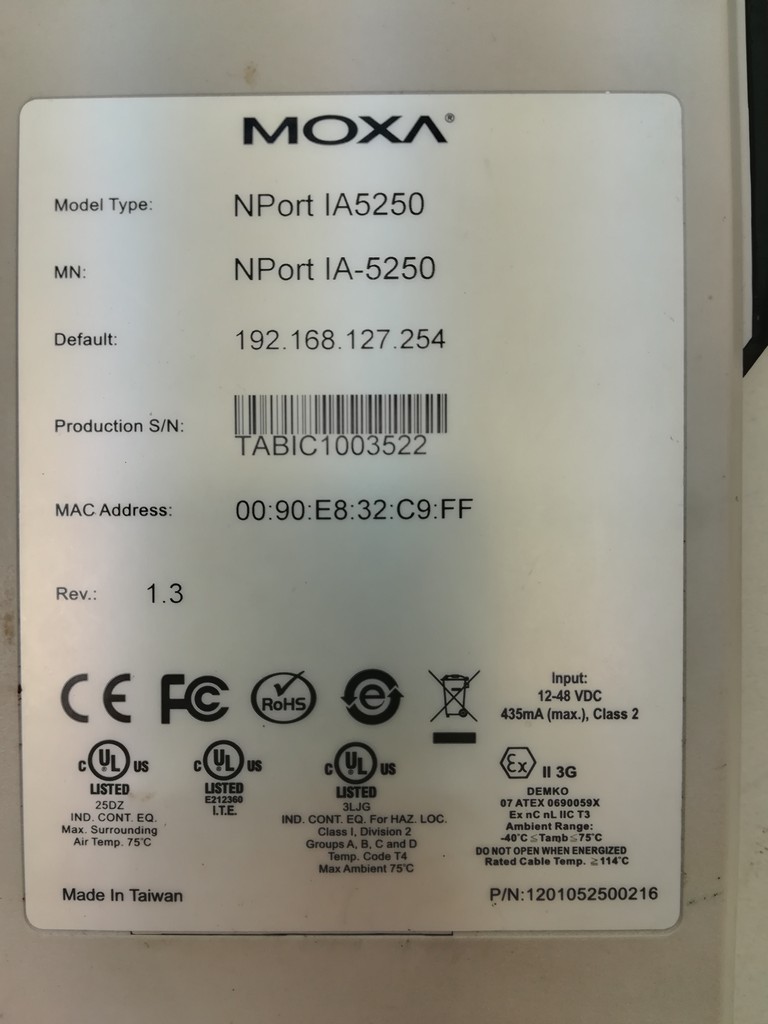 MOXA®
Model Type: NPort IA5250
MN: NPort IA-5250
Default: 192.168.127.254
Production S/N: TABIC1003522
MAC Address: 00:90:E8:32:C9:FF
Rev.: 1.3
CE FC RoHS e
Input:
12-48 VDC
435mA (max.), Class 2
c UL US
LISTED
25DZ
IND. CONT. EQ.
Max. Surrounding
Air Temp. 75°C
c UL US
LISTED
E212360
I.T.E.
c UL US
LISTED
3LJG
IND. CONT. EQ. For HAZ. LOC.
Class I, Division 2
Groups A, B, C and D
Temp. Code T4
Max Ambient 75°C
Ex II 3G
DEMKO
07 ATEX 0690059X
Ex nC nL IIC T3
Ambient Range:
-40°C ≤Tamb≤75°C
DO NOT OPEN WHEN ENERGIZED
Rated Cable Temp. ≥114°C
Made In Taiwan
P/N:1201052500216